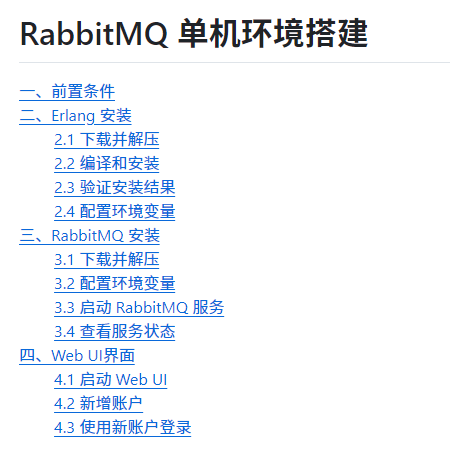 RabbitMQ 单机环境搭建
一、前置条件
二、Erlang 安装
2.1 下载并解压
2.2 编译和安装
2.3 验证安装结果
2.4 配置环境变量
三、RabbitMQ 安装
3.1 下载并解压
3.2 配置环境变量
3.3 启动 RabbitMQ 服务
3.4 查看服务状态
四、Web UI界面
4.1 启动 Web UI
4.2 新增账户
4.3 使用新账户登录